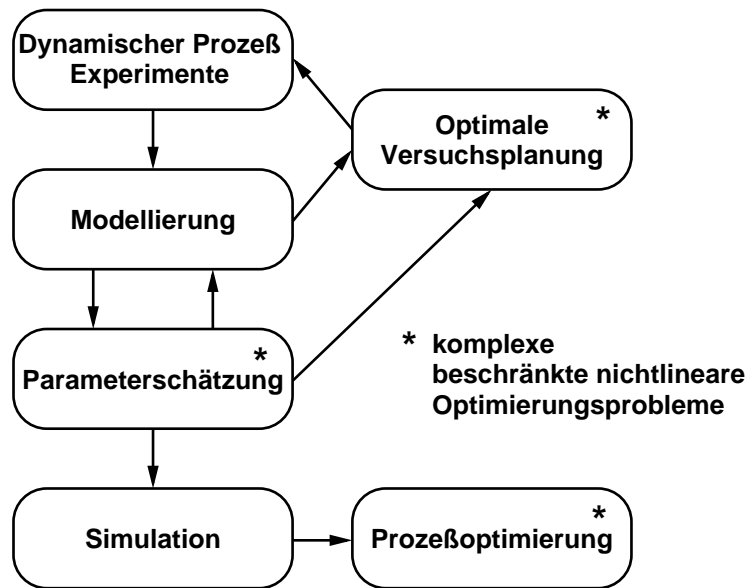 Dynamischer Prozeß
Experimente
Optimale *
Versuchsplanung
Modellierung
Parameterschätzung *
* komplexe
beschränkte nichtlineare
Optimierungsprobleme
Simulation
Prozeßoptimierung *